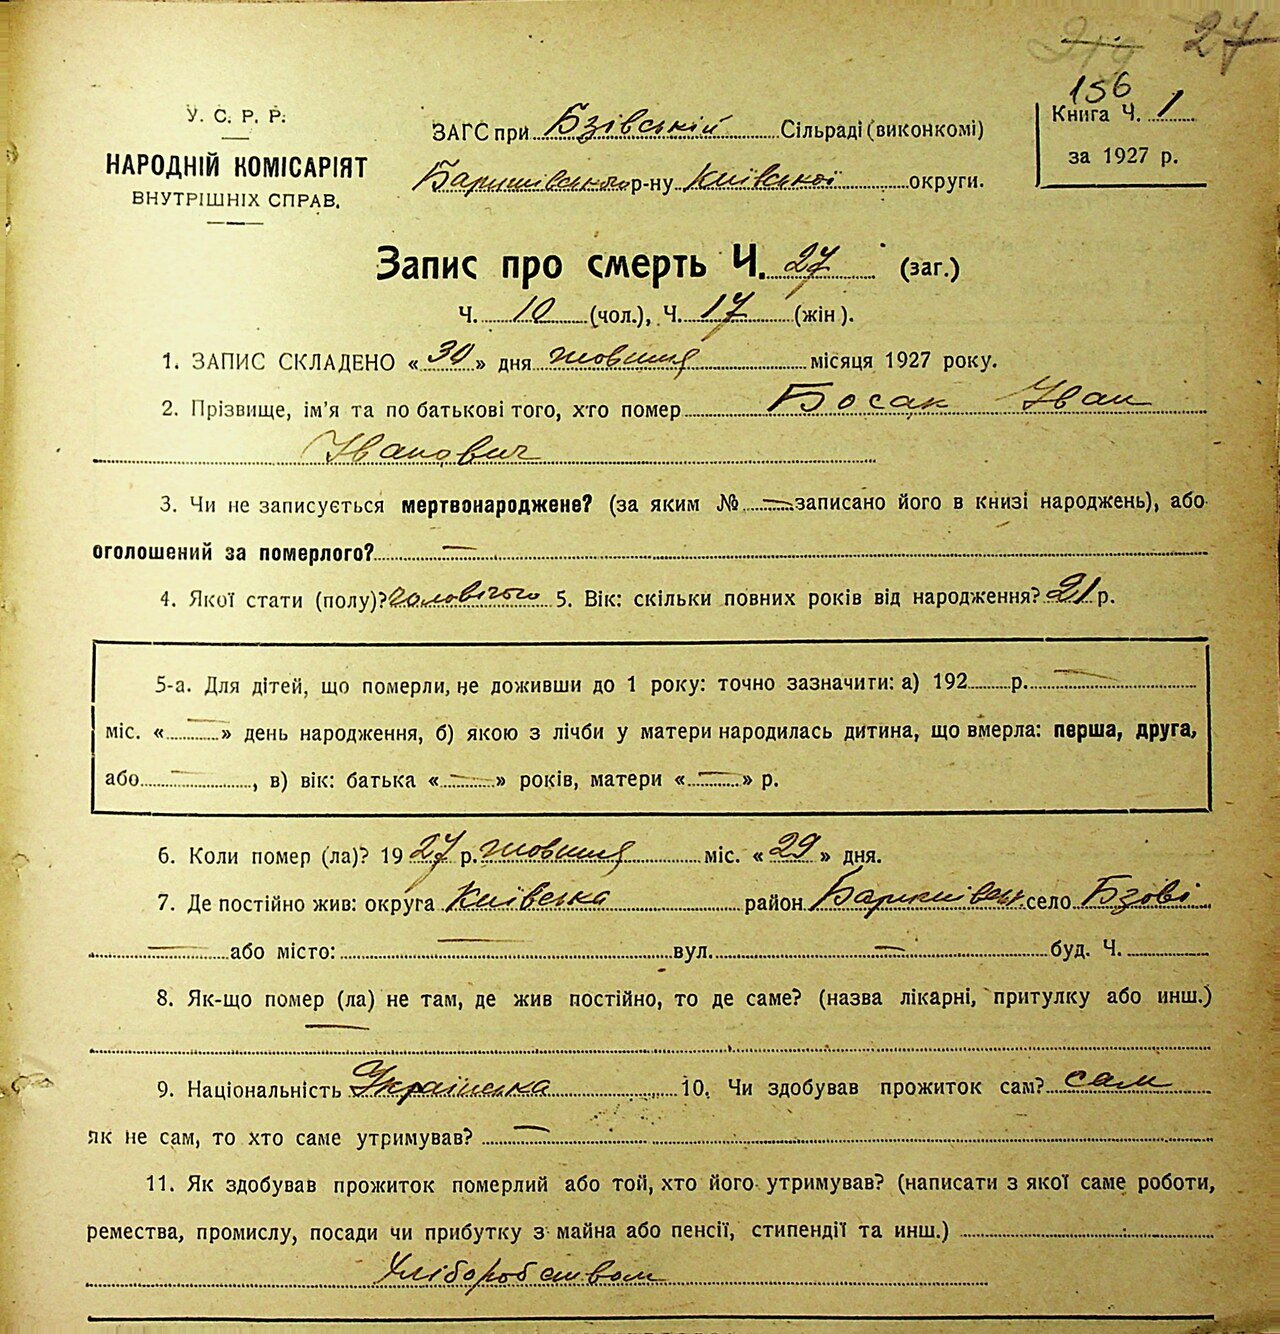 27
156
У. С. Р. Р.
НАРОДНІЙ КОМІСАРІЯТ
ВНУТРІШНІХ СПРАВ.
ЗАГС при Бзівській Сільраді (виконкомі)
Баришівського р-ну Київської округи.
Книга Ч. 1
за 1927 р.
Запис про смерть Ч. 27 (заг.)
Ч. 10 (чол.), Ч. 17 (жін).
1. ЗАПИС СКЛАДЕНО « 30 » дня жовтня місяця 1927 року.
2. Прізвище, ім'я та по батькові того, хто помер Босак Іван
Іванович
3. Чи не записується мертвонароджене? (за яким № — записано його в книзі народжень), або
оголошений за померлого? —
4. Якої стати (полу)? чоловічого 5. Вік: скільки повних років від народження? 21 р.
5-а. Для дітей, що померли, не доживши до 1 року: точно зазначити: а) 192 р. —
міс. « — » день народження, б) якою з лічби у матери народилась дитина, що вмерла: перша, друга,
або —, в) вік: батька « — » років, матери « — » р.
6. Коли помер (ла)? 19 27 р. жовтня міс. « 29 » дня.
7. Де постійно жив: округа Київська район Баришівськ. село Бзові
— або місто: — вул. — буд. Ч.
8. Як-що помер (ла) не там, де жив постійно, то де саме? (назва лікарні, притулку або инш.)
—
9. Національність Українська 10. Чи здобував прожиток сам? сам
як не сам, то хто саме утримував? —
11. Як здобував прожиток померлий або той, хто його утримував? (написати з якої саме роботи,
ремества, промислу, посади чи прибутку з майна або пенсії, стипендії та инш.)
Хліборобством